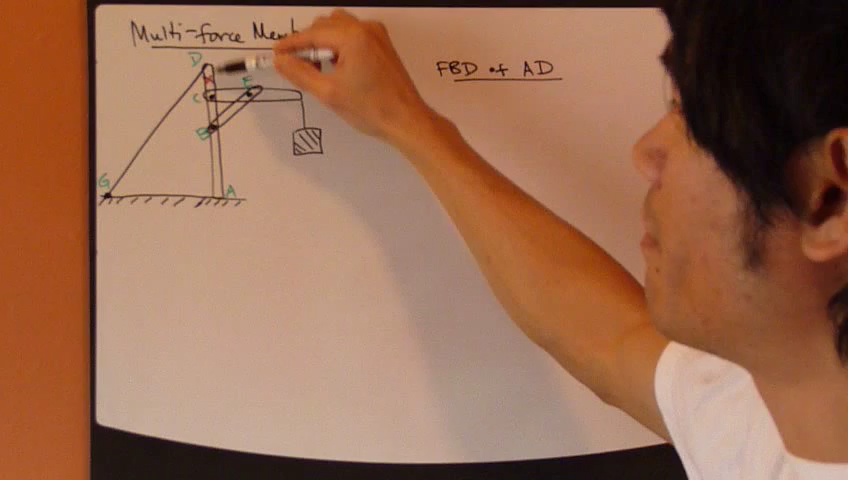 Multi-force
FBD of AD
D
C E
B
G A